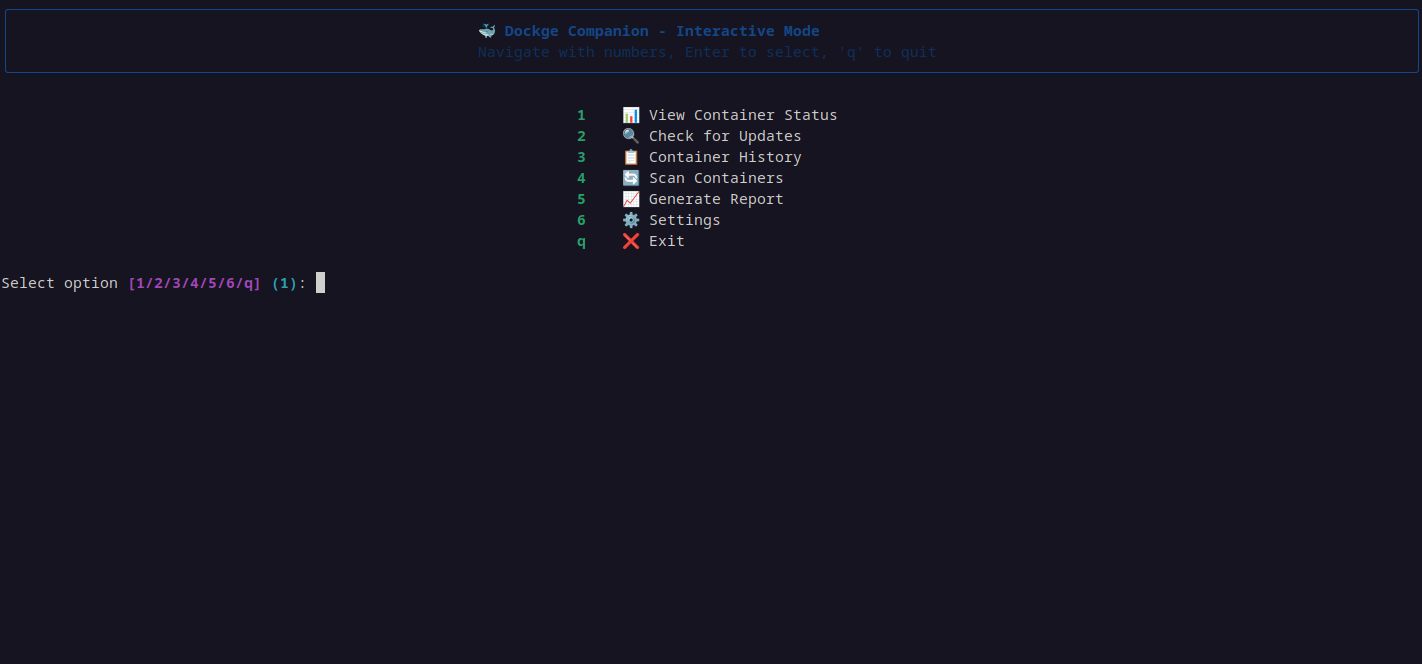 🐳 Dockge Companion - Interactive Mode
Navigate with numbers, Enter to select, 'q' to quit
1 📊 View Container Status
2 🔍 Check for Updates
3 📋 Container History
4 🔄 Scan Containers
5 📈 Generate Report
6 ⚙️ Settings
q ❌ Exit
Select option [1/2/3/4/5/6/q] (1):